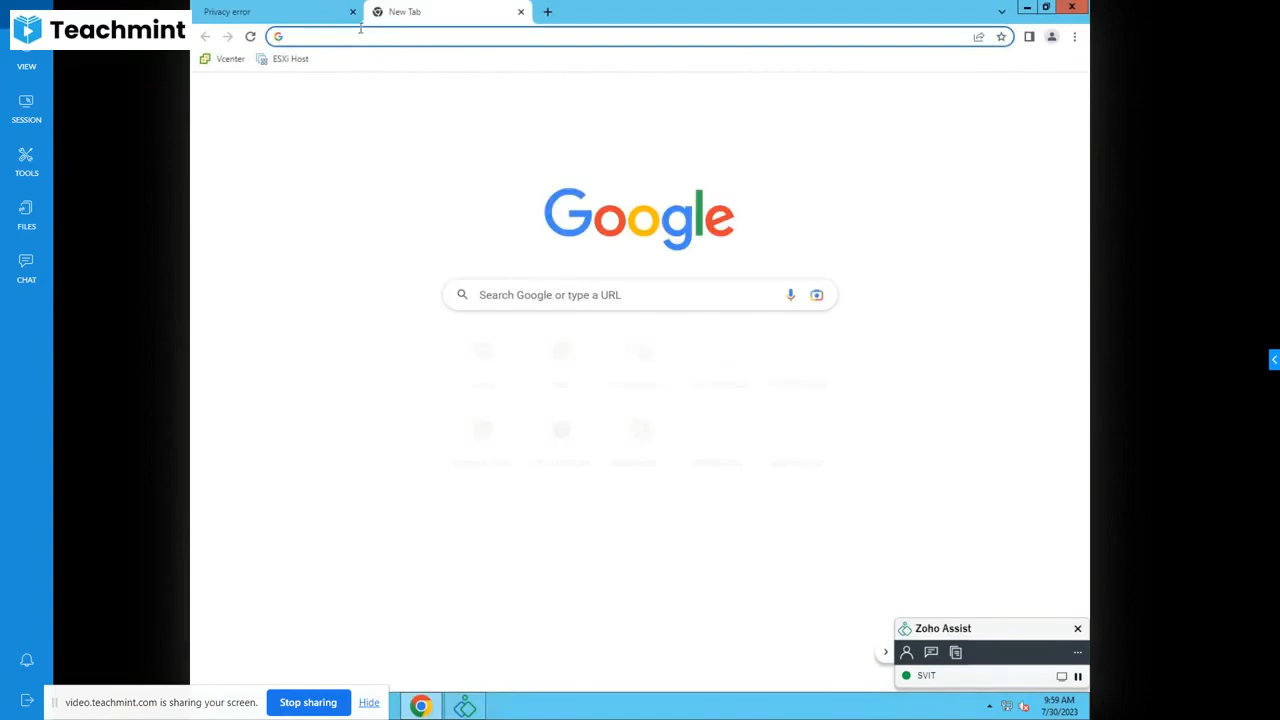 Privacy error
New Tab
Teachmint
Vcenter
ESXi Host
VIEW
SESSION
TOOLS
FILES
CHAT
Google
Search Google or type a URL
Zoho Assist
SVIT
video.teachmint.com is sharing your screen.
Stop sharing
Hide
9:59 AM
7/30/2023